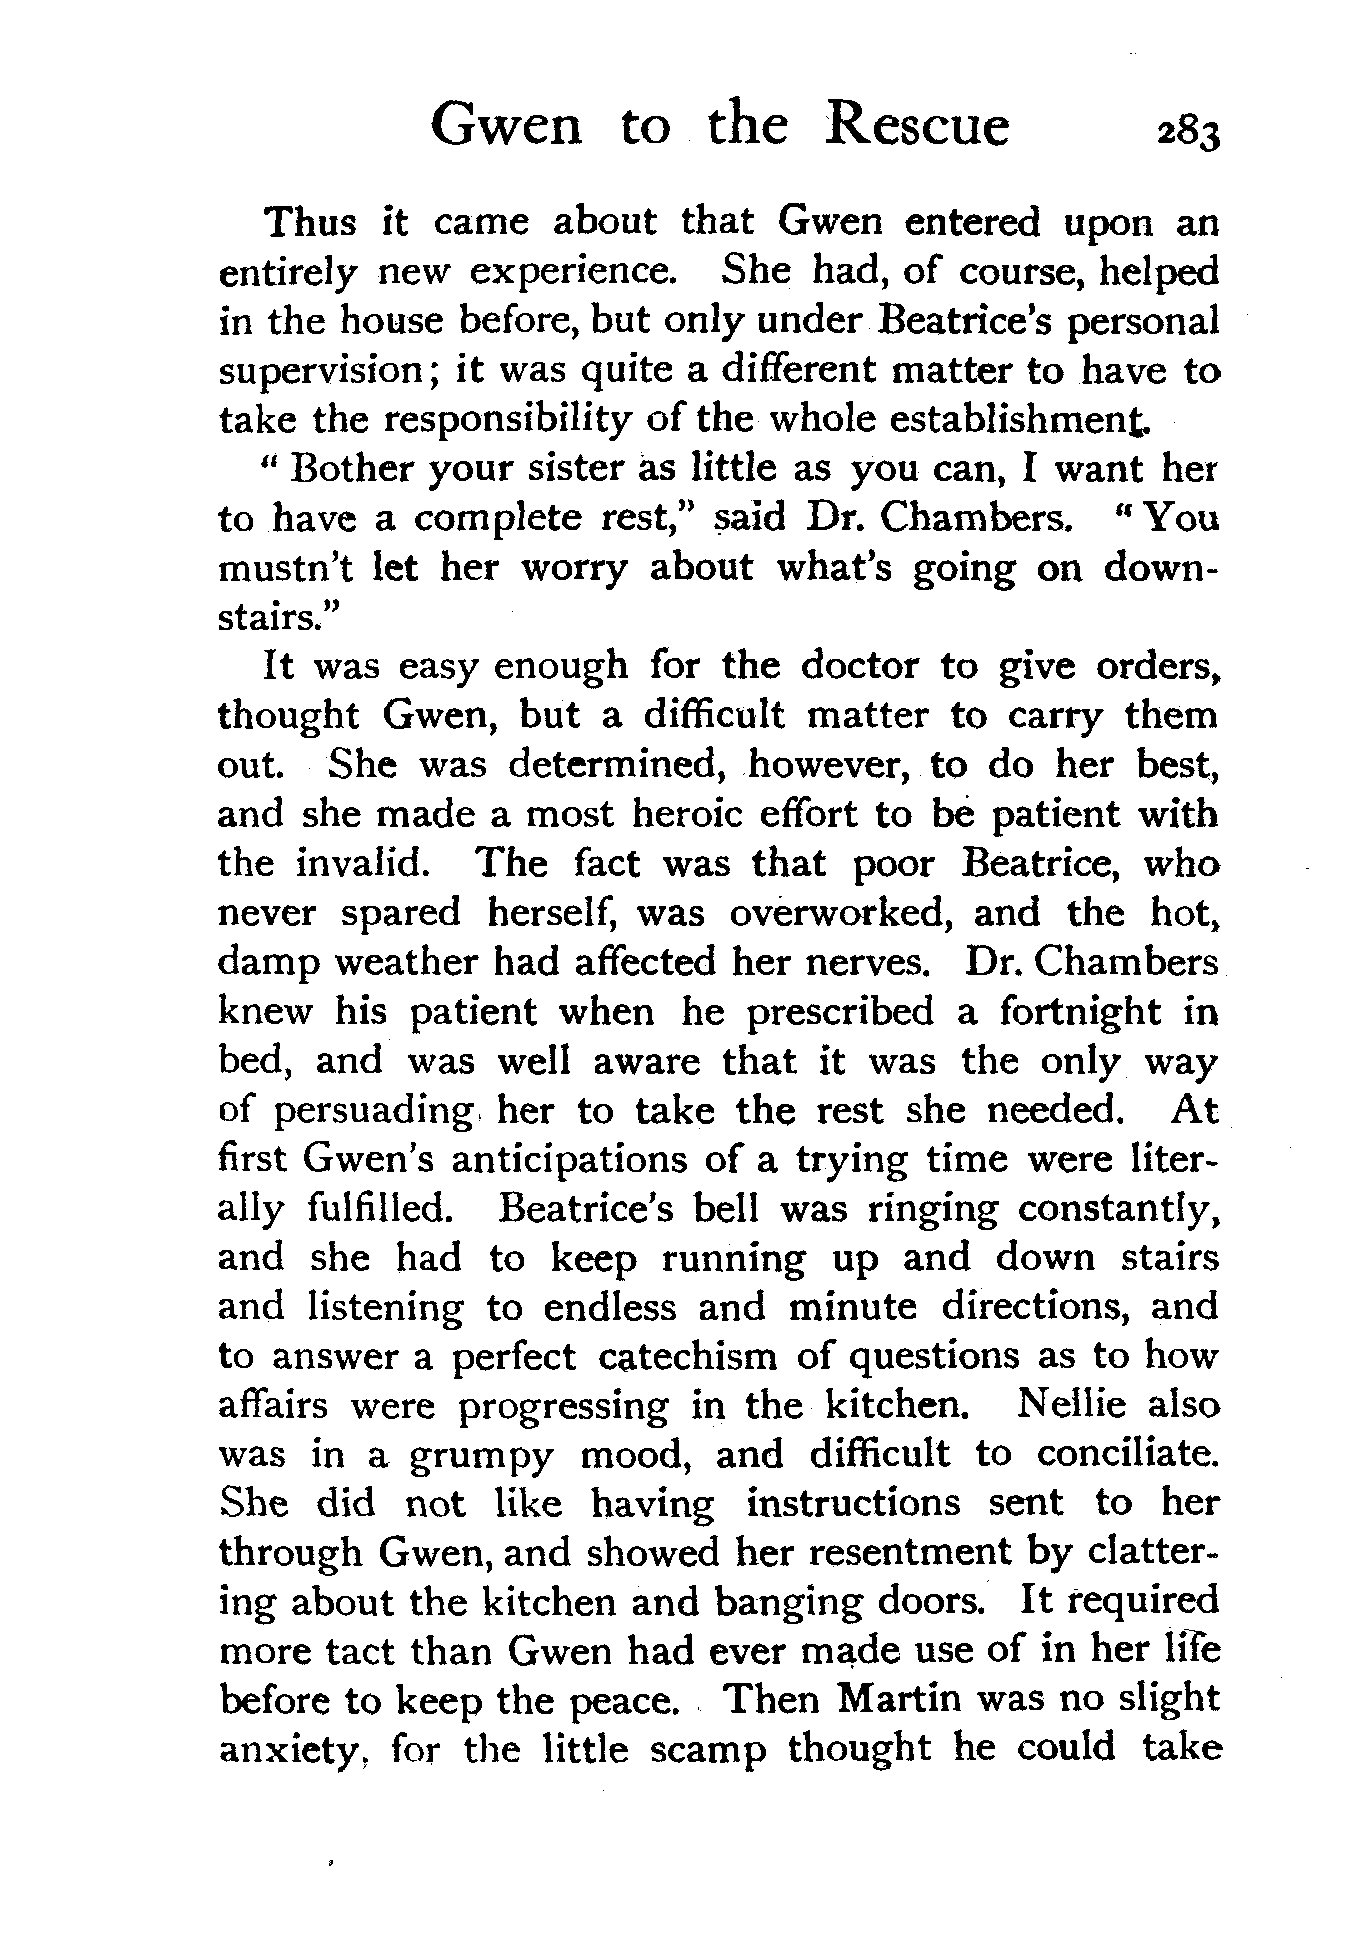 Gwen to the Rescue 283
Thus it came about that Gwen entered upon an
entirely new experience. She had, of course, helped
in the house before, but only under Beatrice's personal
supervision; it was quite a different matter to have to
take the responsibility of the whole establishment.
"Bother your sister as little as you can, I want her
to have a complete rest," said Dr. Chambers. "You
mustn't let her worry about what's going on down-
stairs."
It was easy enough for the doctor to give orders,
thought Gwen, but a difficult matter to carry them
out. She was determined, however, to do her best,
and she made a most heroic effort to be patient with
the invalid. The fact was that poor Beatrice, who
never spared herself, was overworked, and the hot,
damp weather had affected her nerves. Dr. Chambers
knew his patient when he prescribed a fortnight in
bed, and was well aware that it was the only way
of persuading her to take the rest she needed. At
first Gwen's anticipations of a trying time were liter-
ally fulfilled. Beatrice's bell was ringing constantly,
and she had to keep running up and down stairs
and listening to endless and minute directions, and
to answer a perfect catechism of questions as to how
affairs were progressing in the kitchen. Nellie also
was in a grumpy mood, and difficult to conciliate.
She did not like having instructions sent to her
through Gwen, and showed her resentment by clatter-
ing about the kitchen and banging doors. It required
more tact than Gwen had ever made use of in her life
before to keep the peace. Then Martin was no slight
anxiety, for the little scamp thought he could take